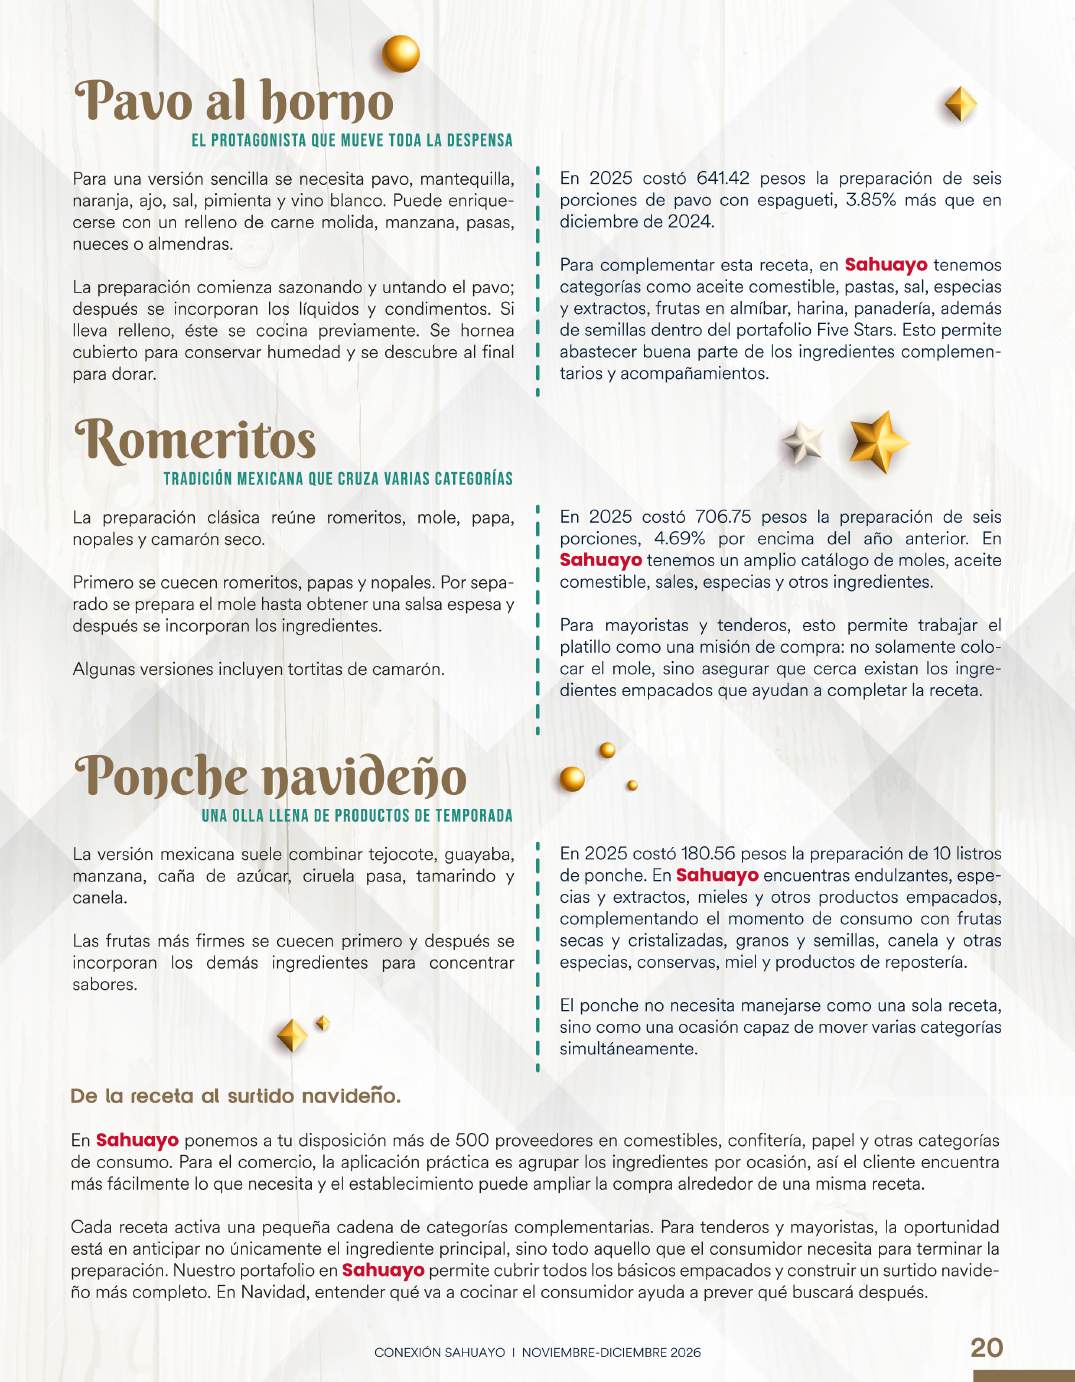 Pavo al horno
EL PROTAGONISTA QUE MUEVE TODA LA DESPENSA
Para una versión sencilla se necesita pavo, mantequilla,
naranja, ajo, sal, pimienta y vino blanco. Puede enrique-
cerse con un relleno de carne molida, manzana, pasas,
nueces o almendras.
La preparación comienza sazonando y untando el pavo;
después se incorporan los líquidos y condimentos. Si
lleva relleno, éste se cocina previamente. Se hornea
cubierto para conservar humedad y se descubre al final
para dorar.
En 2025 costó 641.42 pesos la preparación de seis
porciones de pavo con espagueti, 3.85% más que en
diciembre de 2024.
Para complementar esta receta, en Sahuayo tenemos
categorías como aceite comestible, pastas, sal, especias
y extractos, frutas en almíbar, harina, panadería, además
de semillas dentro del portafolio Five Stars. Esto permite
abastecer buena parte de los ingredientes complemen-
tarios y acompañamientos.
Romeritos
TRADICIÓN MEXICANA QUE CRUZA VARIAS CATEGORÍAS
La preparación clásica reúne romeritos, mole, papa,
nopales y camarón seco.
Primero se cuecen romeritos, papas y nopales. Por sepa-
rado se prepara el mole hasta obtener una salsa espesa y
después se incorporan los ingredientes.
Algunas versiones incluyen tortitas de camarón.
En 2025 costó 706.75 pesos la preparación de seis
porciones, 4.69% por encima del año anterior. En
Sahuayo tenemos un amplio catálogo de moles, aceite
comestible, sales, especias y otros ingredientes.
Para mayoristas y tenderos, esto permite trabajar el
platillo como una misión de compra: no solamente colo-
car el mole, sino asegurar que cerca existan los ingre-
dientes empacados que ayudan a completar la receta.
Ponche navideño
UNA OLLA LLENA DE PRODUCTOS DE TEMPORADA
La versión mexicana suele combinar tejocote, guayaba,
manzana, caña de azúcar, ciruela pasa, tamarindo y
canela.
Las frutas más firmes se cuecen primero y después se
incorporan los demás ingredientes para concentrar
sabores.
En 2025 costó 180.56 pesos la preparación de 10 listros
de ponche. En Sahuayo encuentras endulzantes, espe-
cias y extractos, mieles y otros productos empacados,
complementando el momento de consumo con frutas
secas y cristalizadas, granos y semillas, canela y otras
especias, conservas, miel y productos de repostería.
El ponche no necesita manejarse como una sola receta,
sino como una ocasión capaz de mover varias categorías
simultáneamente.
De la receta al surtido navideño.
En Sahuayo ponemos a tu disposición más de 500 proveedores en comestibles, confitería, papel y otras categorías
de consumo. Para el comercio, la aplicación práctica es agrupar los ingredientes por ocasión, así el cliente encuentra
más fácilmente lo que necesita y el establecimiento puede ampliar la compra alrededor de una misma receta.
Cada receta activa una pequeña cadena de categorías complementarias. Para tenderos y mayoristas, la oportunidad
está en anticipar no únicamente el ingrediente principal, sino todo aquello que el consumidor necesita para terminar la
preparación. Nuestro portafolio en Sahuayo permite cubrir todos los básicos empacados y construir un surtido navide-
ño más completo. En Navidad, entender qué va a cocinar el consumidor ayuda a prever qué buscará después.
CONEXIÓN SAHUAYO I NOVIEMBRE-DICIEMBRE 2026
20